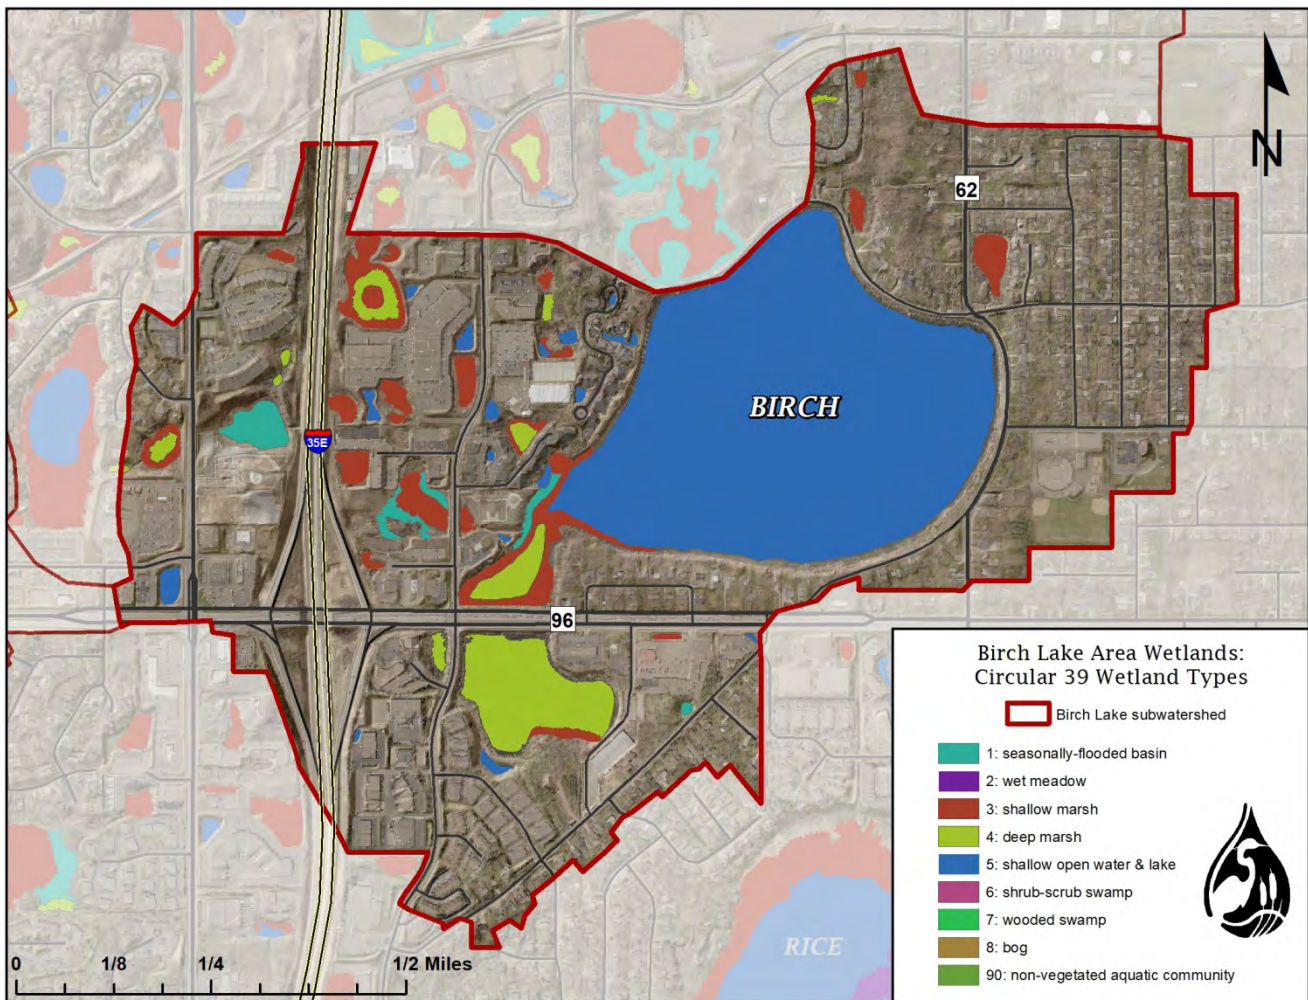 62
BIRCH
35E
96
Birch Lake Area Wetlands:
Circular 39 Wetland Types
Birch Lake subwatershed
1: seasonally-flooded basin
2: wet meadow
3: shallow marsh
4: deep marsh
5: shallow open water & lake
6: shrub-scrub swamp
7: wooded swamp
8: bog
90: non-vegetated aquatic community
RICE
0 1/8 1/4 1/2 Miles
N